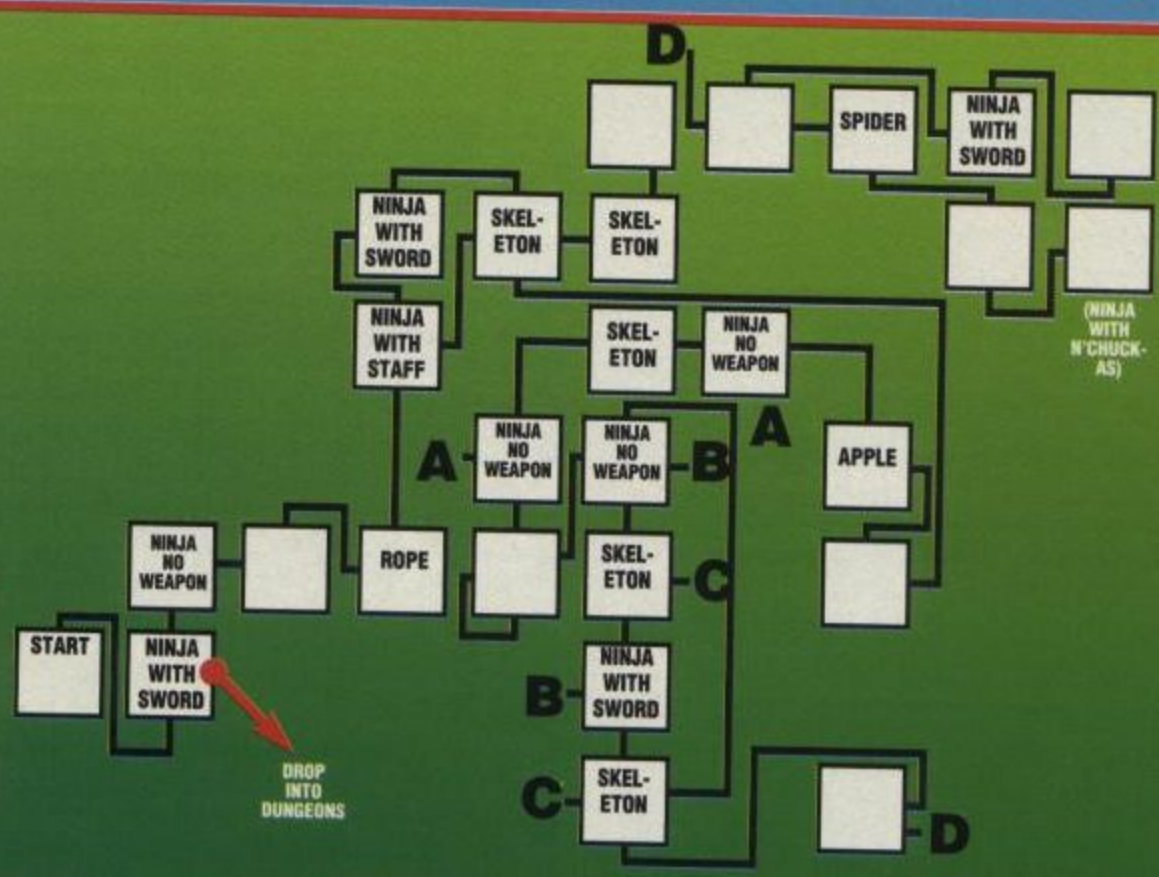 D
SPIDER
NINJA
WITH
SWORD
NINJA
WITH
SWORD
SKEL-
ETON
SKEL-
ETON
(NINJA
WITH
N'CHUCK-
AS)
NINJA
WITH
STAFF
SKEL-
ETON
NINJA
NO
WEAPON
A
A
NINJA
NO
WEAPON
NINJA
NO
WEAPON
B
APPLE
NINJA
NO
WEAPON
ROPE
SKEL-
ETON
C
START
NINJA
WITH
SWORD
B
NINJA
WITH
SWORD
DROP
INTO
DUNGEONS
C
SKEL-
ETON
D